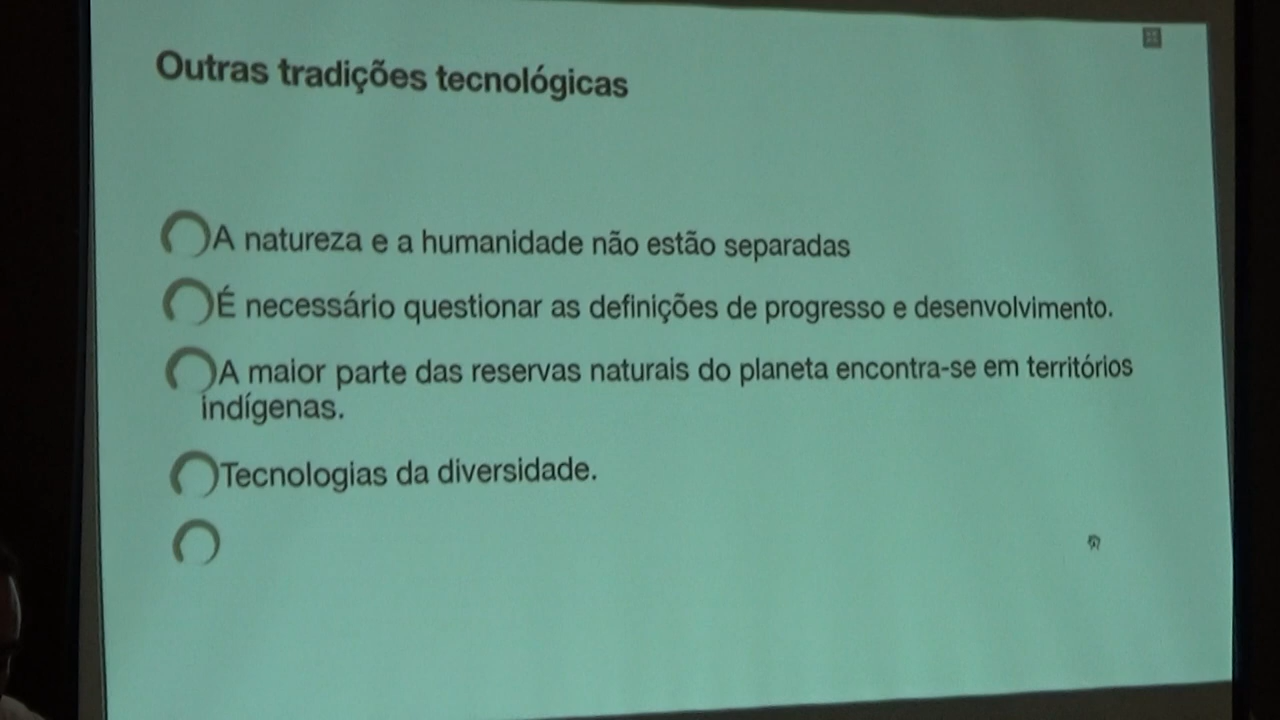 Outras tradições tecnológicas
A natureza e a humanidade não estão separadas
É necessário questionar as definições de progresso e desenvolvimento.
A maior parte das reservas naturais do planeta encontra-se em territórios
indígenas.
Tecnologias da diversidade.